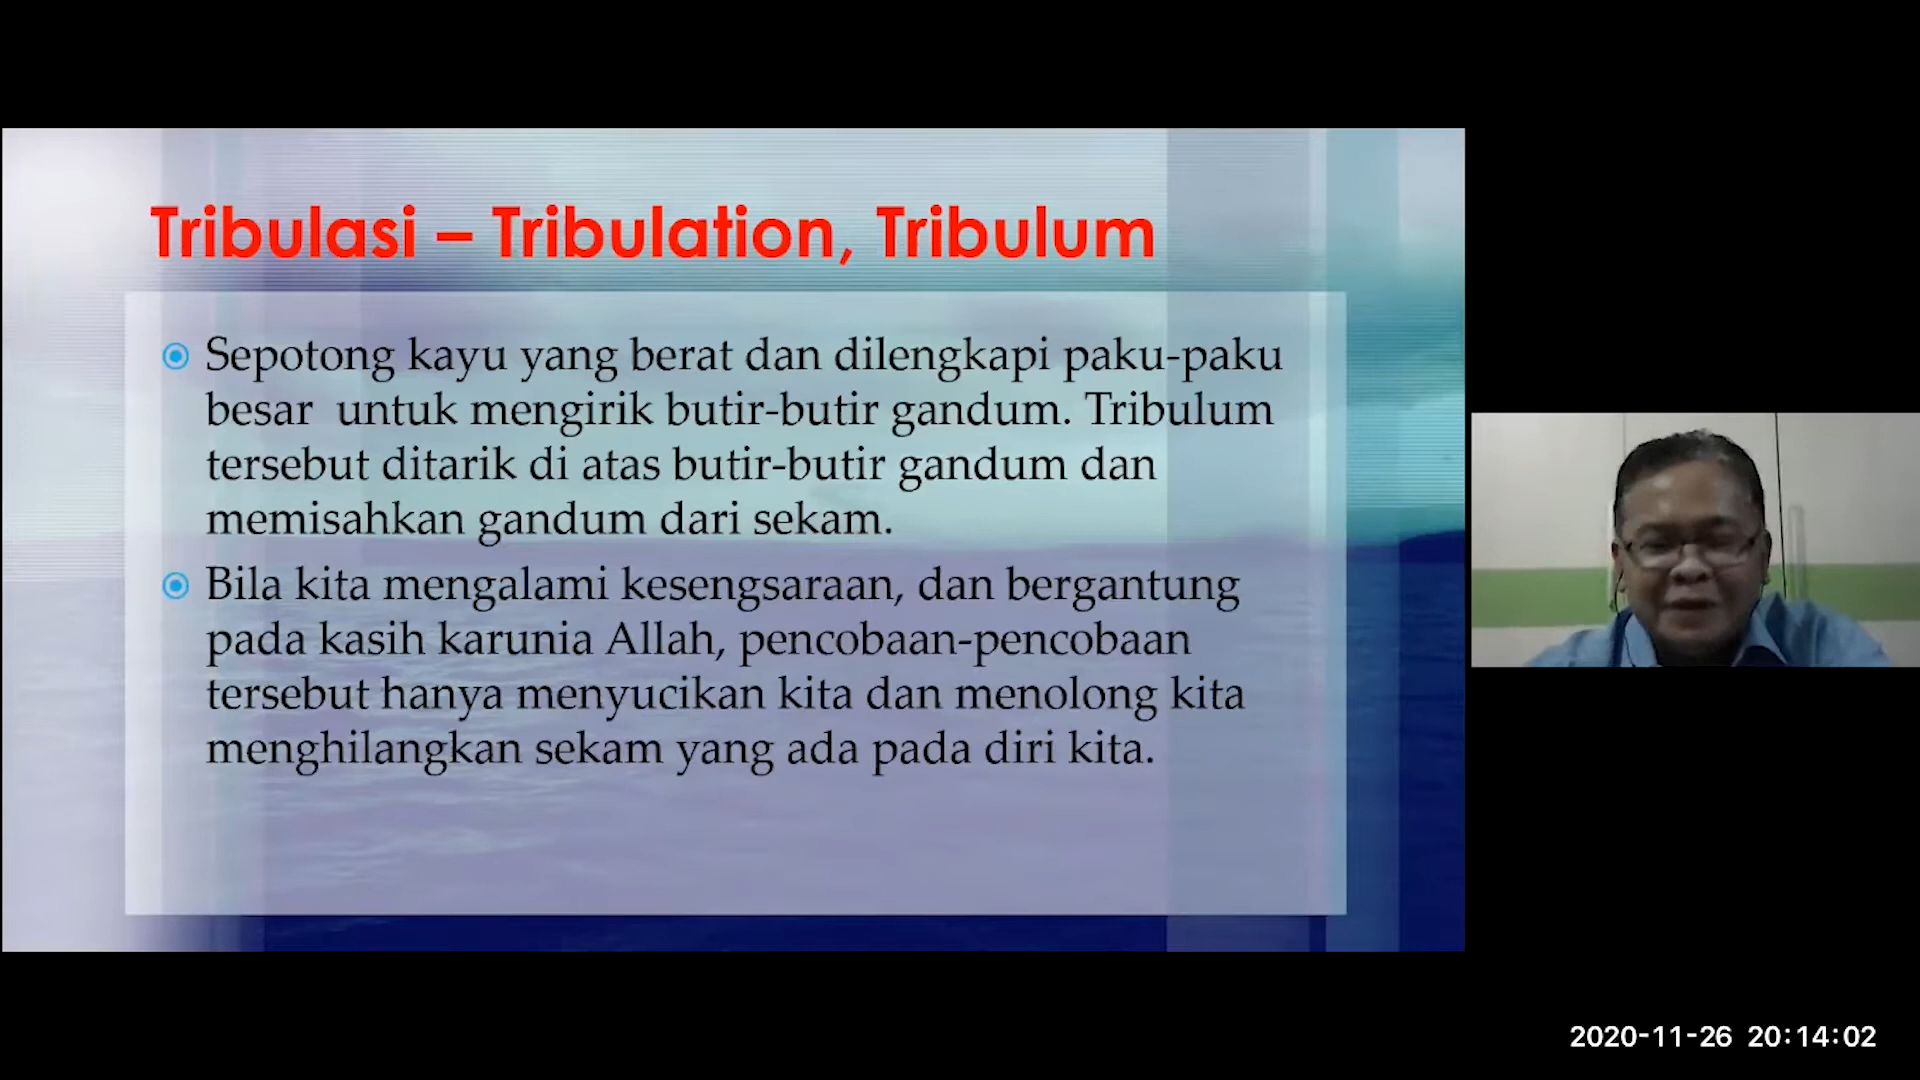 Tribulasi – Tribulation, Tribulum
Sepotong kayu yang berat dan dilengkapi paku-paku
besar untuk mengirik butir-butir gandum. Tribulum
tersebut ditarik di atas butir-butir gandum dan
memisahkan gandum dari sekam.
Bila kita mengalami kesengsaraan, dan bergantung
pada kasih karunia Allah, pencobaan-pencobaan
tersebut hanya menyucikan kita dan menolong kita
menghilangkan sekam yang ada pada diri kita.
2020-11-26 20:14:02